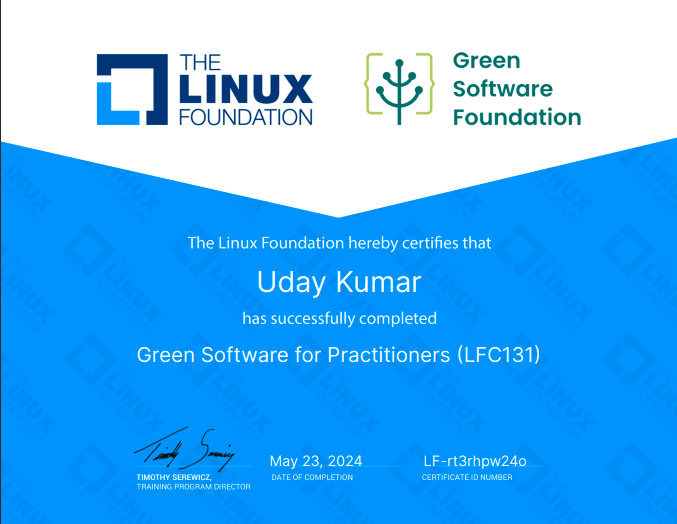 THE
LINUX
FOUNDATION
Green
Software
Foundation
The Linux Foundation hereby certifies that
Uday Kumar
has successfully completed
Green Software for Practitioners (LFC131)
Timothy Serewicz
May 23, 2024
LF-rt3rhpw24o
TIMOTHY SEREWICZ,
TRAINING PROGRAM DIRECTOR
DATE OF COMPLETION
CERTIFICATE ID NUMBER